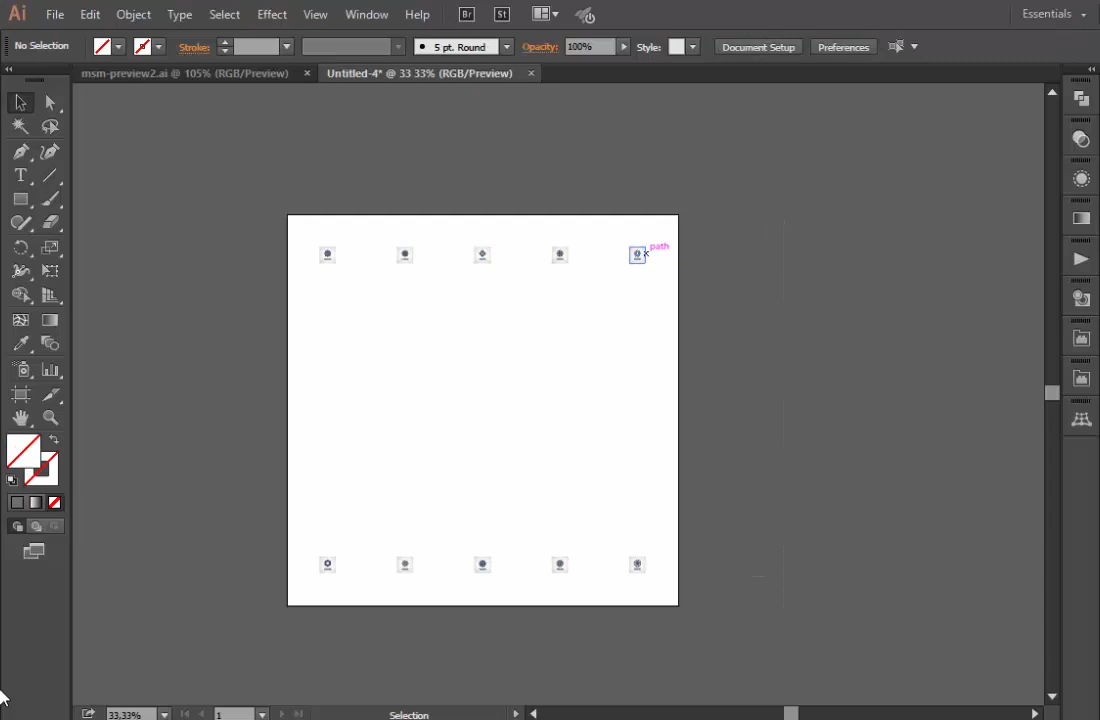 Ai File Edit Object Type Select Effect View Window Help Br St Essentials
No Selection Stroke: 5 pt. Round Opacity: 100% Style: Document Setup Preferences
msm-preview2.ai @ 105% (RGB/Preview) × Untitled-4* @ 33 33% (RGB/Preview) ×
path
T
33.33% 1 Selection